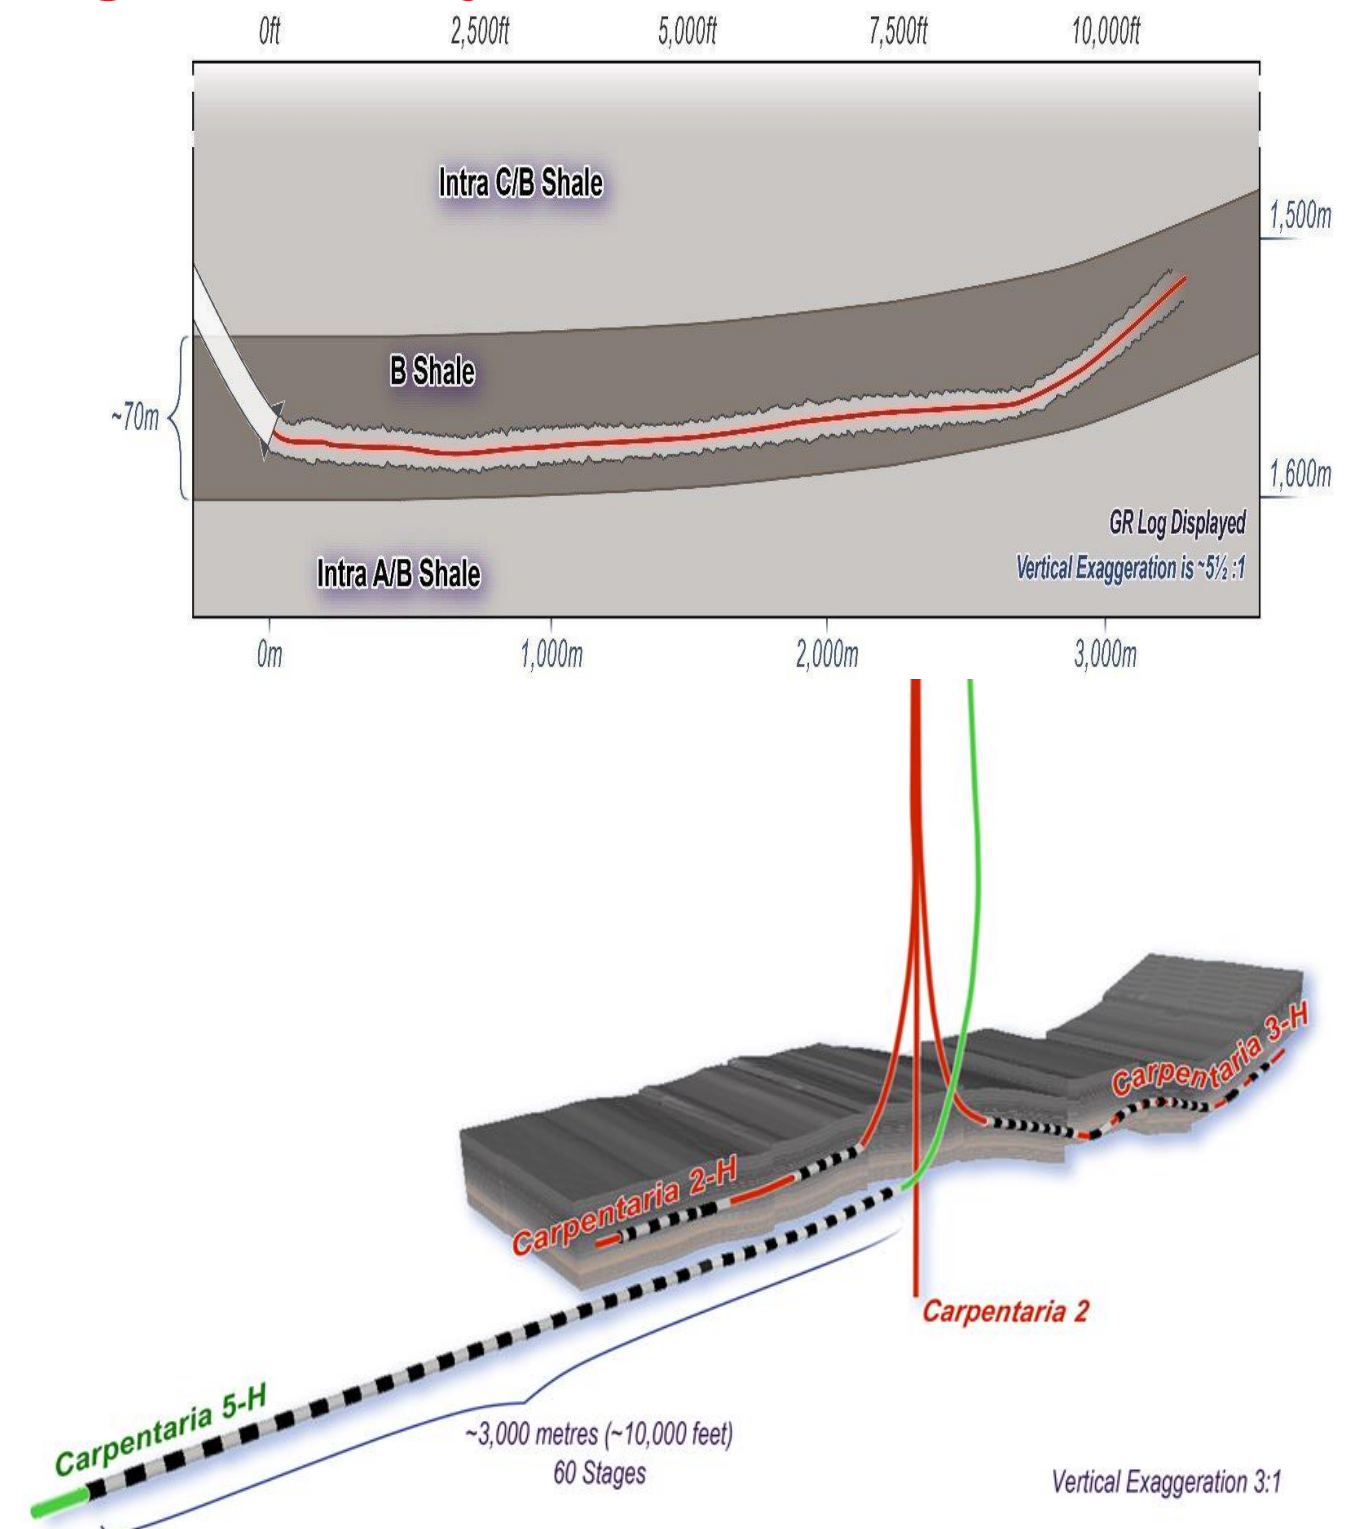 0ft 2,500ft 5,000ft 7,500ft 10,000ft
Intra C/B Shale
1,500m
B Shale
~70m
1,600m
GR Log Displayed
Vertical Exaggeration is ~5½ :1
Intra A/B Shale
0m 1,000m 2,000m 3,000m
Carpentaria 3-H
Carpentaria 2-H
Carpentaria 2
Carpentaria 5-H
~3,000 metres (~10,000 feet)
60 Stages
Vertical Exaggeration 3:1